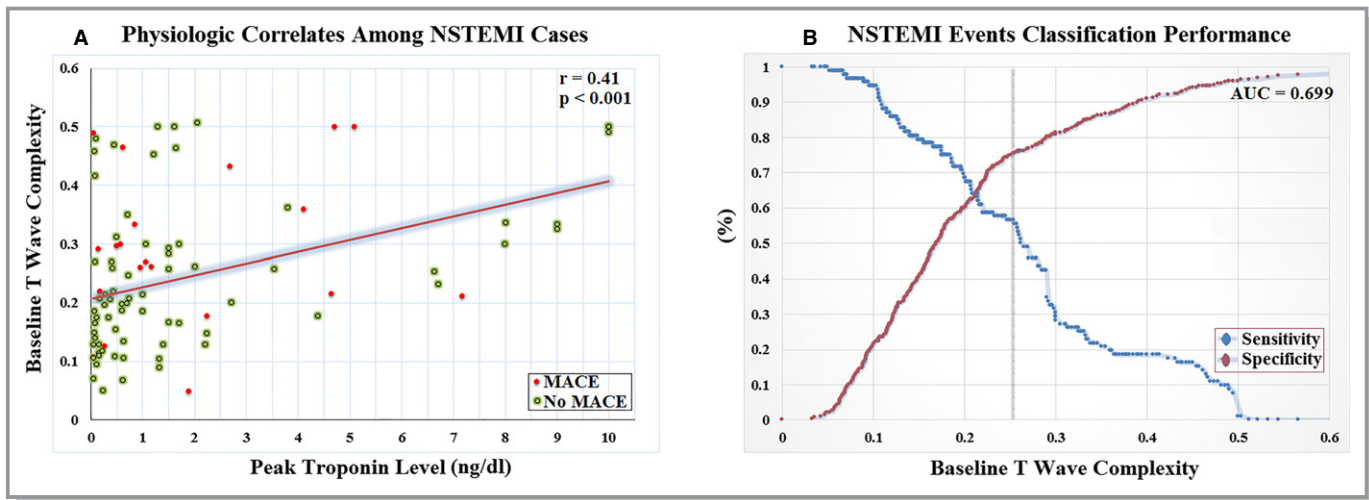 A Physiologic Correlates Among NSTEMI Cases
r = 0.41
p < 0.001
Baseline T Wave Complexity
0.6
0.5
0.4
0.3
0.2
0.1
0
MACE
No MACE
0 1 2 3 4 5 6 7 8 9 10
Peak Troponin Level (ng/dl)
B NSTEMI Events Classification Performance
AUC = 0.699
(%)
1
0.9
0.8
0.7
0.6
0.5
0.4
0.3
0.2
0.1
0
Sensitivity
Specificity
0 0.1 0.2 0.3 0.4 0.5 0.6
Baseline T Wave Complexity